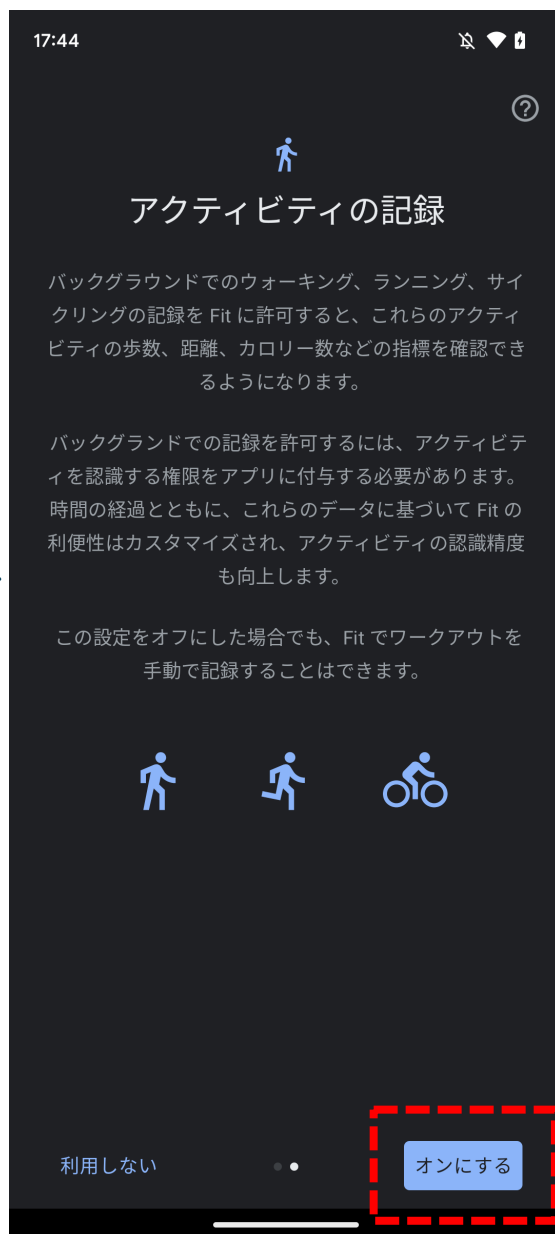 17:44
アクティビティの記録
バックグラウンドでのウォーキング、ランニング、サイ
クリングの記録を Fit に許可すると、これらのアクティ
ビティの歩数、距離、カロリー数などの指標を確認でき
るようになります。
バックグランドでの記録を許可するには、アクティビテ
ィを認識する権限をアプリに付与する必要があります。
時間の経過とともに、これらのデータに基づいて Fit の
利便性はカスタマイズされ、アクティビティの認識精度
も向上します。
この設定をオフにした場合でも、Fit でワークアウトを
手動で記録することはできます。
利用しない
オンにする